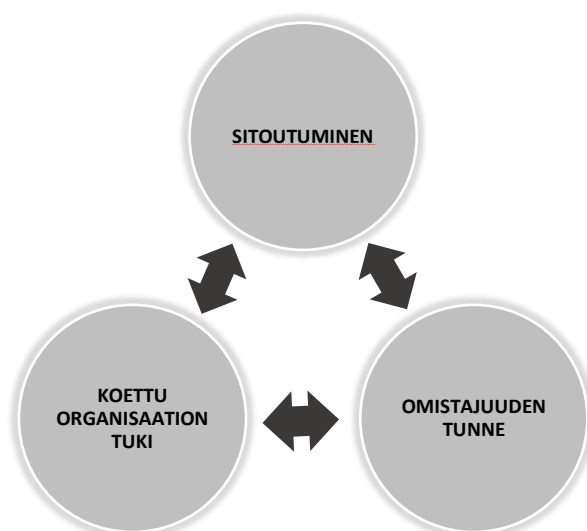 SITOUTUMINEN
KOETTU
ORGANISAATION
TUKI
OMISTAJUUDEN
TUNNE